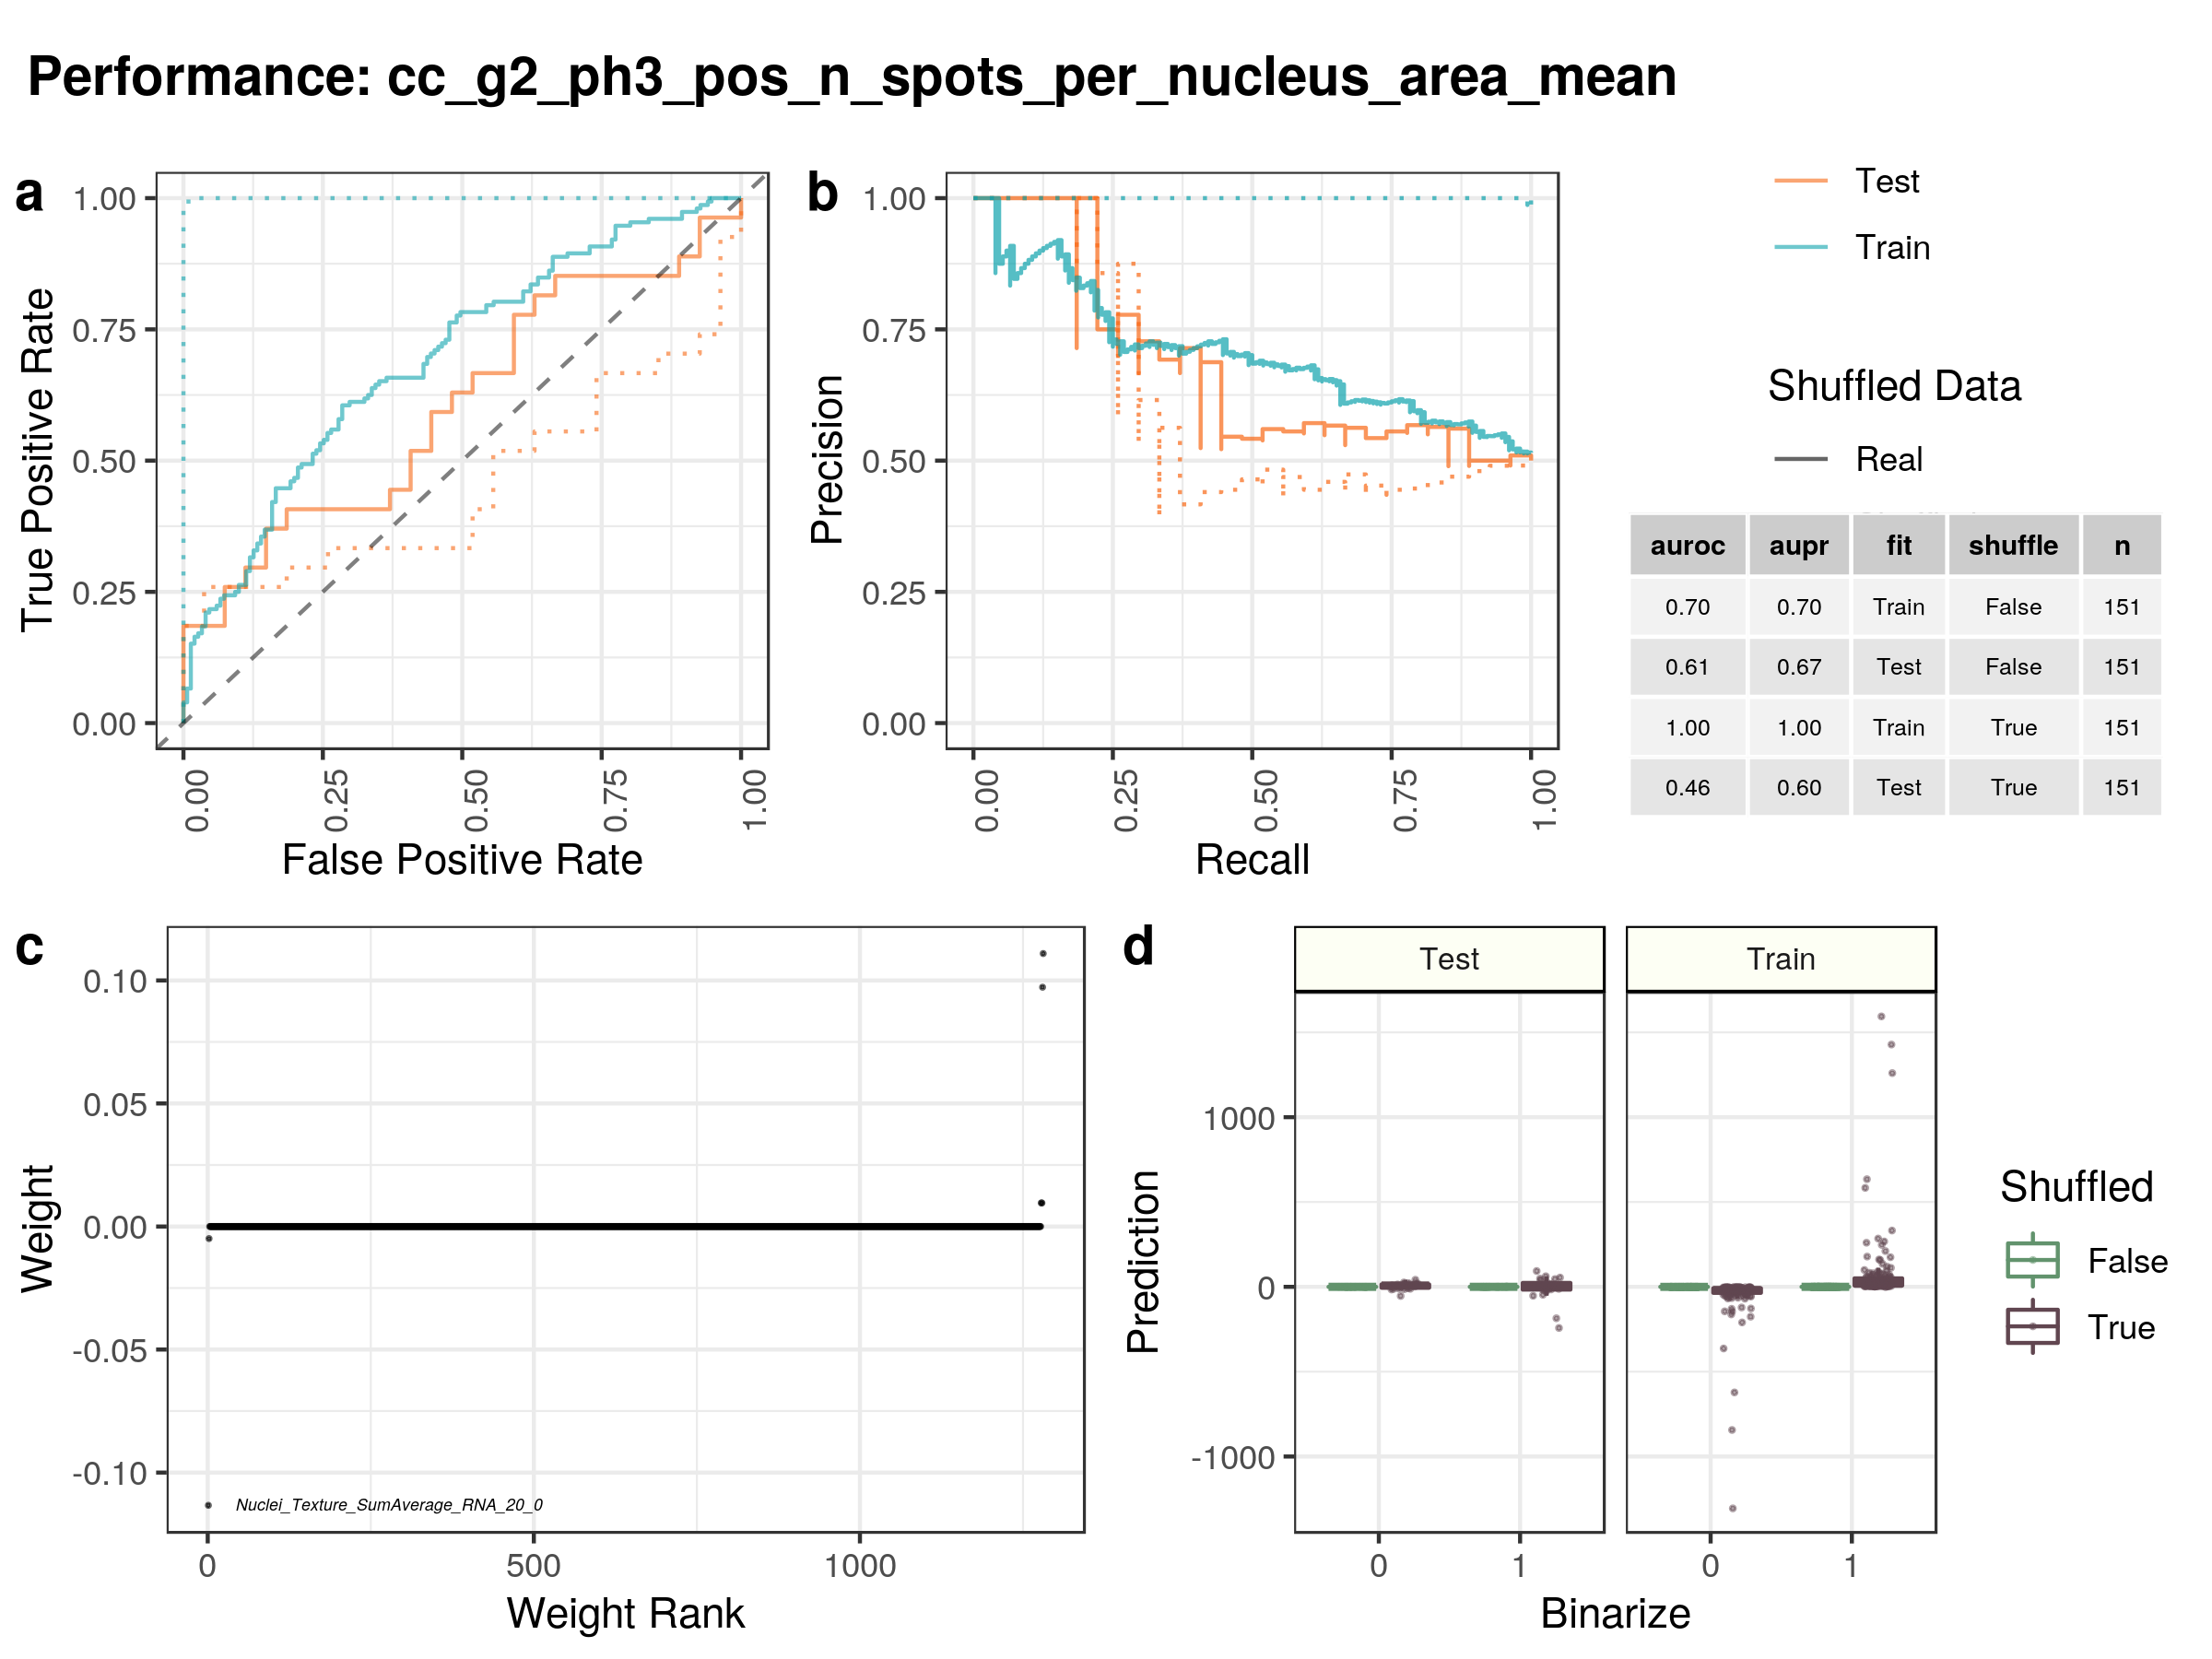 Performance: cc_g2_ph3_pos_n_spots_per_nucleus_area_mean
a
1.00
0.75
0.50
0.25
0.00
True Positive Rate
0.00
0.25
0.50
0.75
1.00
False Positive Rate
b
1.00
0.75
0.50
0.25
0.00
Precision
0.00
0.25
0.50
0.75
1.00
Recall
Test
Train
Shuffled Data
Real
auroc aupr fit shuffle n
0.70 0.70 Train False 151
0.61 0.67 Test False 151
1.00 1.00 Train True 151
0.46 0.60 Test True 151
c
0.10
0.05
0.00
-0.05
-0.10
Weight
Nuclei_Texture_SumAverage_RNA_20_0
0 500 1000
Weight Rank
d
Test Train
1000
0
-1000
Prediction
0 1 0 1
Binarize
Shuffled
False
True